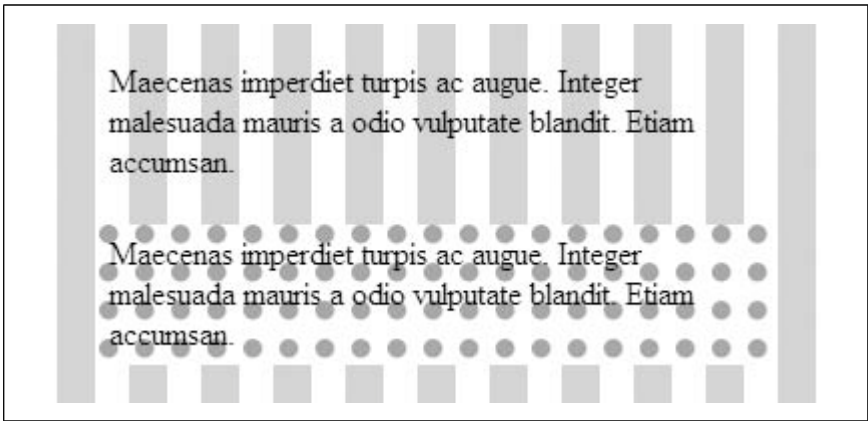 Maecenas imperdiet turpis ac augue. Integer
malesuada mauris a odio vulputate blandit. Etiam
accumsan.
Maecenas imperdiet turpis ac augue. Integer
malesuada mauris a odio vulputate blandit. Etiam
accumsan.